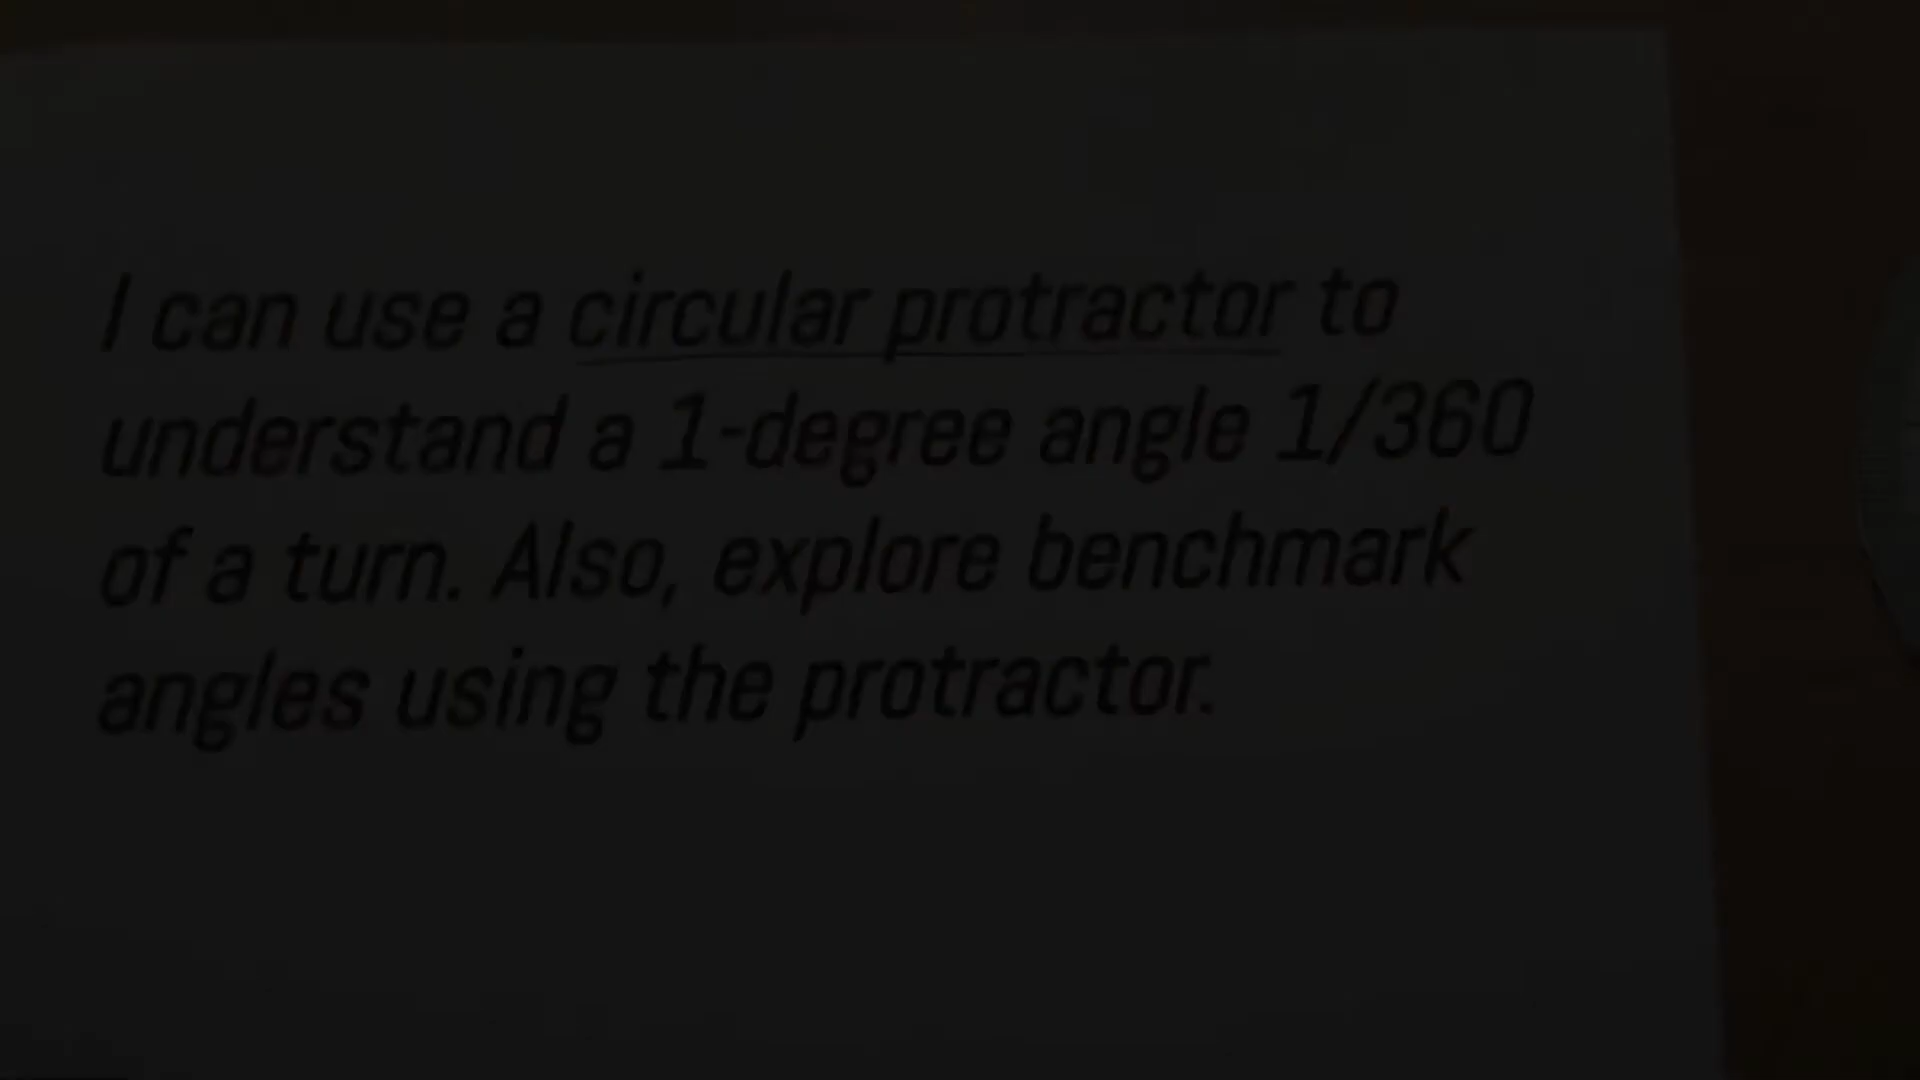 I can use a circular protractor to
understand a 1-degree angle 1/360
of a turn. Also, explore benchmark
angles using the protractor.